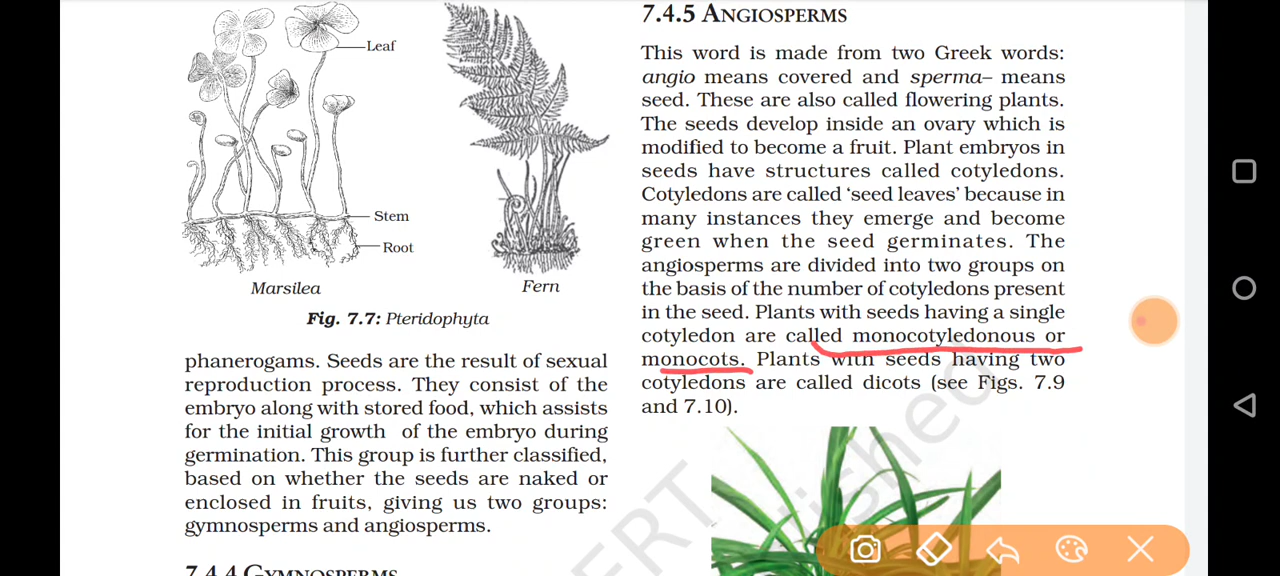 Leaf
Stem
Root
Marsilea
Fern
Fig. 7.7: Pteridophyta
phanerogams. Seeds are the result of sexual
reproduction process. They consist of the
embryo along with stored food, which assists
for the initial growth of the embryo during
germination. This group is further classified,
based on whether the seeds are naked or
enclosed in fruits, giving us two groups:
gymnosperms and angiosperms.
7.4.4 GYMNOSPERMS
7.4.5 ANGIOSPERMS
This word is made from two Greek words:
angio means covered and sperma– means
seed. These are also called flowering plants.
The seeds develop inside an ovary which is
modified to become a fruit. Plant embryos in
seeds have structures called cotyledons.
Cotyledons are called ‘seed leaves’ because in
many instances they emerge and become
green when the seed germinates. The
angiosperms are divided into two groups on
the basis of the number of cotyledons present
in the seed. Plants with seeds having a single
cotyledon are called monocotyledonous or
monocots. Plants with seeds having two
cotyledons are called dicots (see Figs. 7.9
and 7.10).